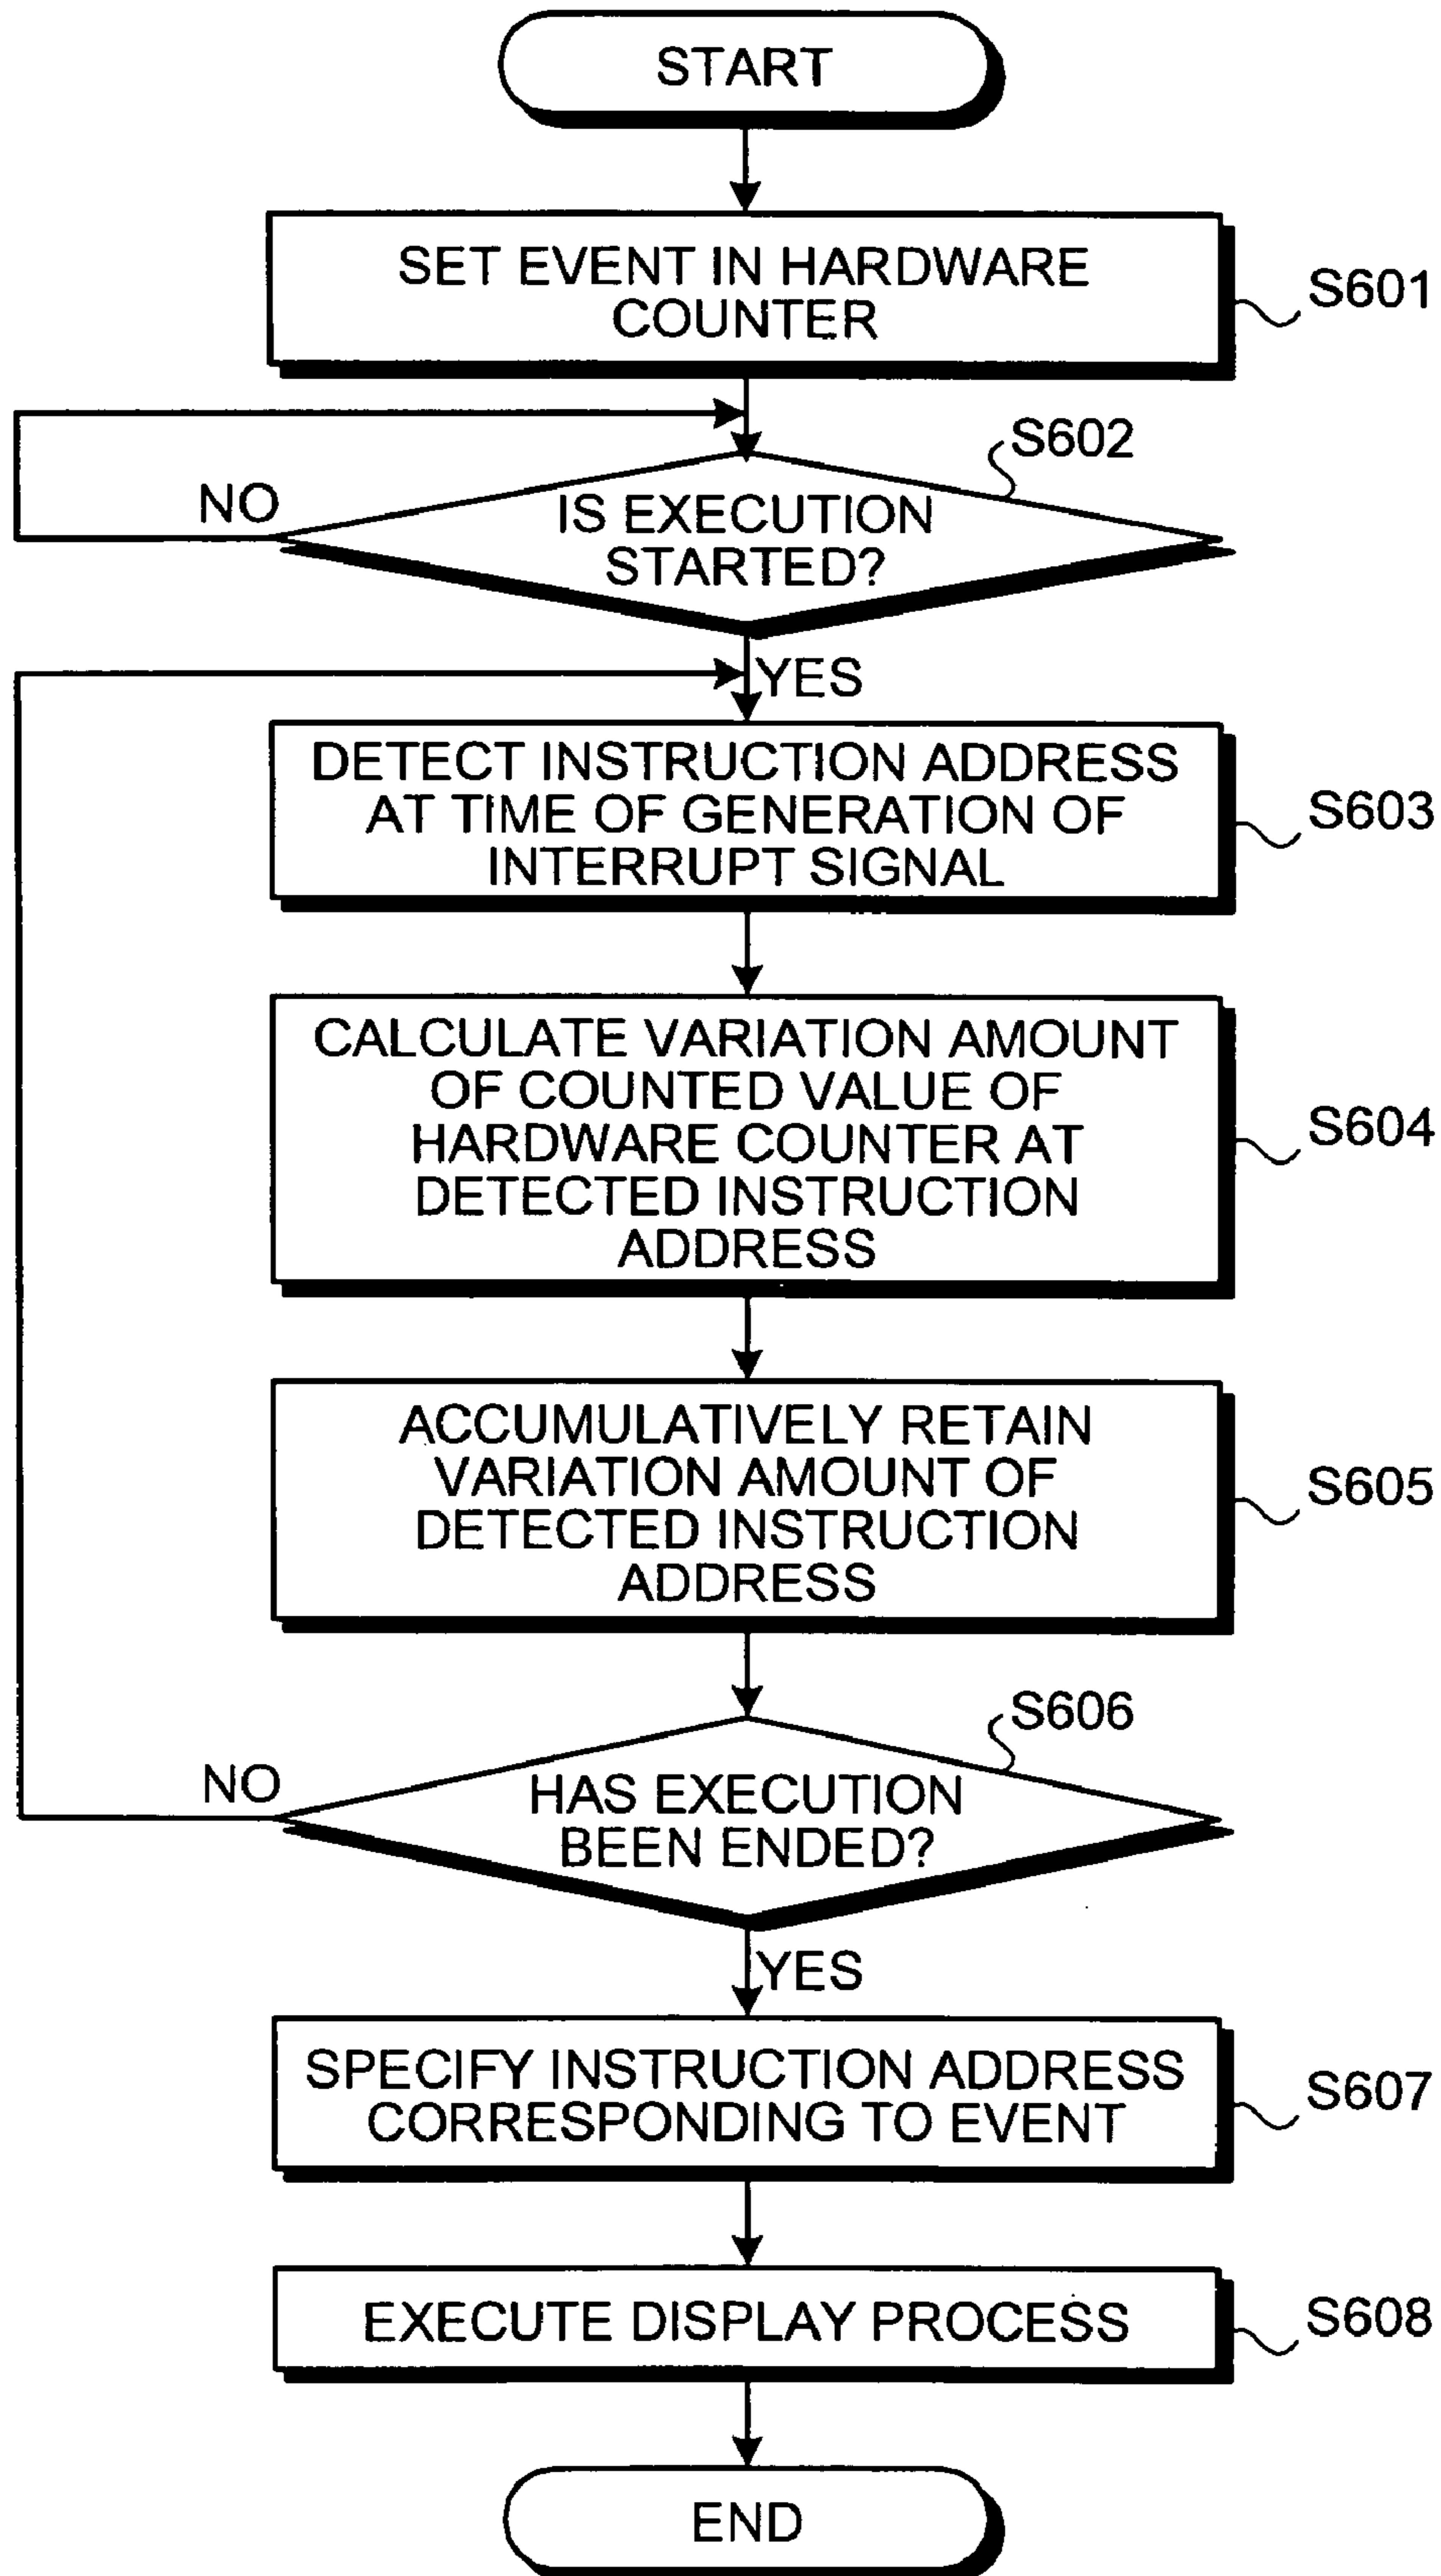 START
SET EVENT IN HARDWARE
COUNTER
S601
S602
NO
IS EXECUTION
STARTED?
YES
DETECT INSTRUCTION ADDRESS
AT TIME OF GENERATION OF
INTERRUPT SIGNAL
S603
CALCULATE VARIATION AMOUNT
OF COUNTED VALUE OF
HARDWARE COUNTER AT
DETECTED INSTRUCTION
ADDRESS
S604
ACCUMULATIVELY RETAIN
VARIATION AMOUNT OF
DETECTED INSTRUCTION
ADDRESS
S605
S606
NO
HAS EXECUTION
BEEN ENDED?
YES
SPECIFY INSTRUCTION ADDRESS
CORRESPONDING TO EVENT
S607
EXECUTE DISPLAY PROCESS
S608
END